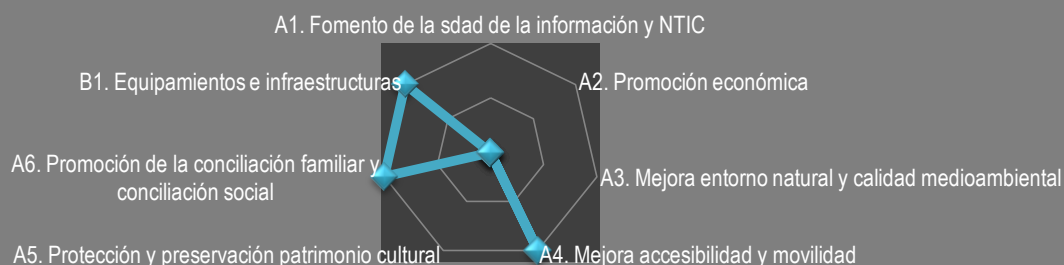 A1. Fomento de la sdad de la información y NTIC
B1. Equipamientos e infraestructuras
A2. Promoción económica
A6. Promoción de la conciliación familiar y
conciliación social
A3. Mejora entorno natural y calidad medioambiental
A5. Protección y preservación patrimonio cultural
A4. Mejora accesibilidad y movilidad